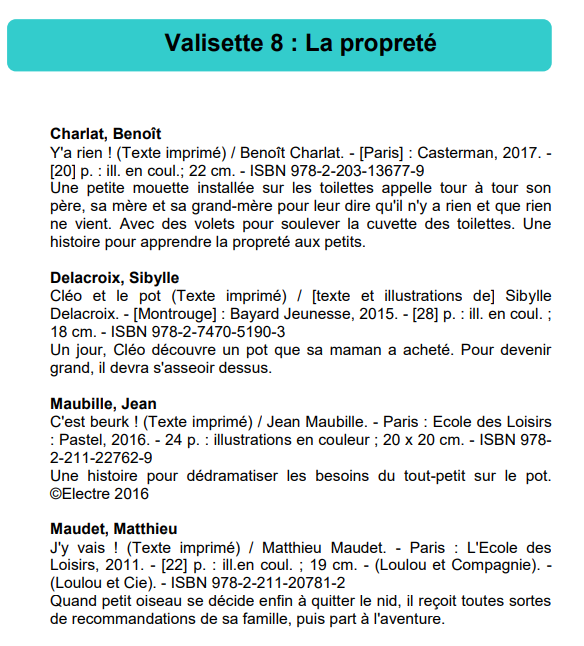 Valisette 8 : La propreté
Charlat, Benoît
Y'a rien ! (Texte imprimé) / Benoît Charlat. - [Paris] : Casterman, 2017. -
[20] p. : ill. en coul.; 22 cm. - ISBN 978-2-203-13677-9
Une petite mouette installée sur les toilettes appelle tour à tour son
père, sa mère et sa grand-mère pour leur dire qu'il n'y a rien et que rien
ne vient. Avec des volets pour soulever la cuvette des toilettes. Une
histoire pour apprendre la propreté aux petits.
Delacroix, Sibylle
Cléo et le pot (Texte imprimé) / [texte et illustrations de] Sibylle
Delacroix. - [Montrouge] : Bayard Jeunesse, 2015. - [28] p. : ill. en coul. ;
18 cm. - ISBN 978-2-7470-5190-3
Un jour, Cléo découvre un pot que sa maman a acheté. Pour devenir
grand, il devra s'asseoir dessus.
Maubille, Jean
C'est beurk ! (Texte imprimé) / Jean Maubille. - Paris : Ecole des Loisirs
: Pastel, 2016. - 24 p. : illustrations en couleur ; 20 x 20 cm. - ISBN 978-
2-211-22762-9
Une histoire pour dédramatiser les besoins du tout-petit sur le pot.
©Electre 2016
Maudet, Matthieu
J'y vais ! (Texte imprimé) / Matthieu Maudet. - Paris : L'Ecole des
Loisirs, 2011. - [22] p. : ill.en coul. ; 19 cm. - (Loulou et Compagnie). -
(Loulou et Cie). - ISBN 978-2-211-20781-2
Quand petit oiseau se décide enfin à quitter le nid, il reçoit toutes sortes
de recommandations de sa famille, puis part à l'aventure.